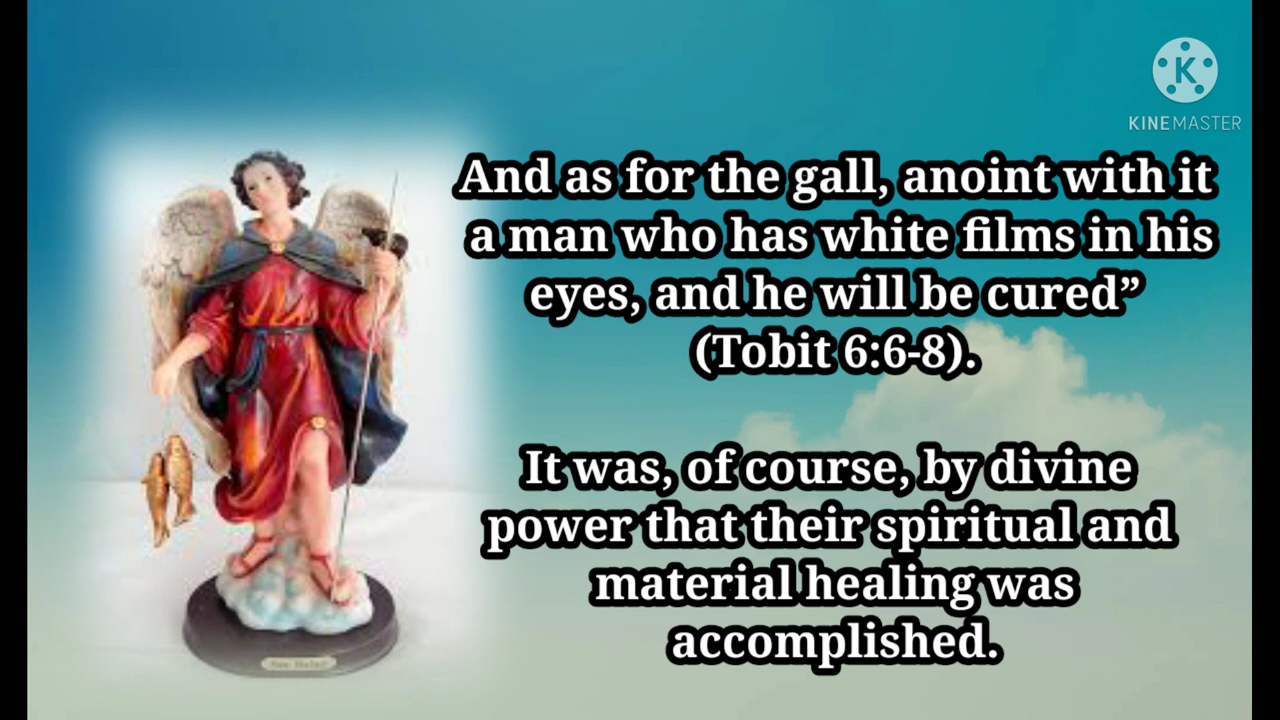 KINEMASTER
And as for the gall, anoint with it
a man who has white films in his
eyes, and he will be cured”
(Tobit 6:6-8).
It was, of course, by divine
power that their spiritual and
material healing was
accomplished.